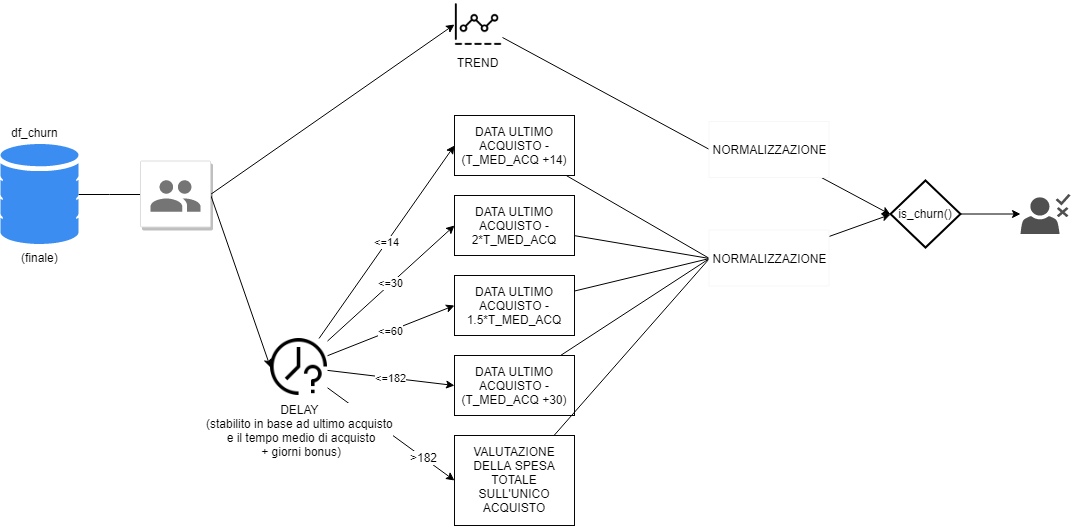 TREND
df_churn
(finale)
DATA ULTIMO
ACQUISTO -
(T_MED_ACQ +14)
DATA ULTIMO
ACQUISTO -
2*T_MED_ACQ
DATA ULTIMO
ACQUISTO -
1.5*T_MED_ACQ
DATA ULTIMO
ACQUISTO -
(T_MED_ACQ +30)
VALUTAZIONE
DELLA SPESA
TOTALE
SULL'UNICO
ACQUISTO
<=14
<=30
<=60
<=182
>182
DELAY
(stabilito in base ad ultimo acquisto
e il tempo medio di acquisto
+ giorni bonus)
NORMALIZZAZIONE
NORMALIZZAZIONE
is_churn()